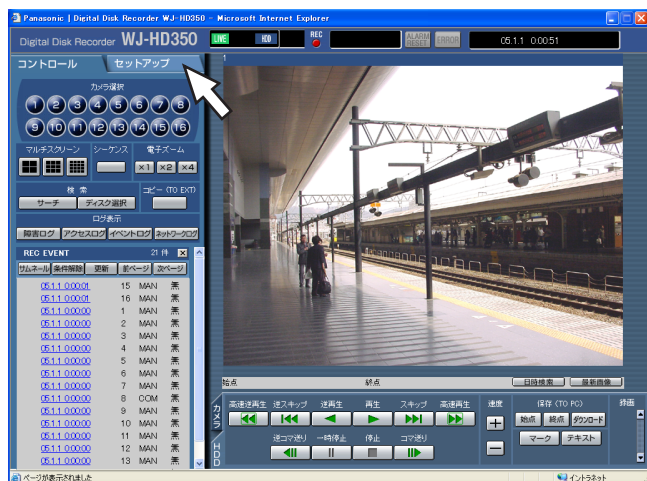 Panasonic | Digital Disk Recorder WJ-HD350 - Microsoft Internet Explorer
Digital Disk Recorder WJ-HD350
LIVE
HDD
REC
ALARM RESET
ERROR
05.1.1 0:00:51
コントロール
セットアップ
カメラ選択
1 2 3 4 5 6 7 8
9 10 11 12 13 14 15 16
マルチスクリーン
シーケンス
電子ズーム
×1 ×2 ×4
検 索
コピー (TO EXT)
サーチ
ディスク選択
ログ表示
障害ログ アクセスログ イベントログ ネットワークログ
REC EVENT 21 件
サムネール 条件解除 更新 前ページ 次ページ
05.1.1 0:00:01 15 MAN 無
05.1.1 0:00:01 16 MAN 無
05.1.1 0:00:00 1 MAN 無
05.1.1 0:00:00 2 MAN 無
05.1.1 0:00:00 3 MAN 無
05.1.1 0:00:00 4 MAN 無
05.1.1 0:00:00 5 MAN 無
05.1.1 0:00:00 6 MAN 無
05.1.1 0:00:00 7 MAN 無
05.1.1 0:00:00 8 COM 無
05.1.1 0:00:00 9 MAN 無
05.1.1 0:00:00 10 MAN 無
05.1.1 0:00:00 11 MAN 無
05.1.1 0:00:00 12 MAN 無
05.1.1 0:00:00 13 MAN 無
1
始点
終点
日時検索
最新画像
カメラ
HDD
高速逆再生 逆スキップ 逆再生 再生 スキップ 高速再生
逆コマ送り 一時停止 停止 コマ送り
速度
+
-
保存 (TO PC)
始点 終点 ダウンロード
マーク テキスト
録画
ページが表示されました
イントラネット